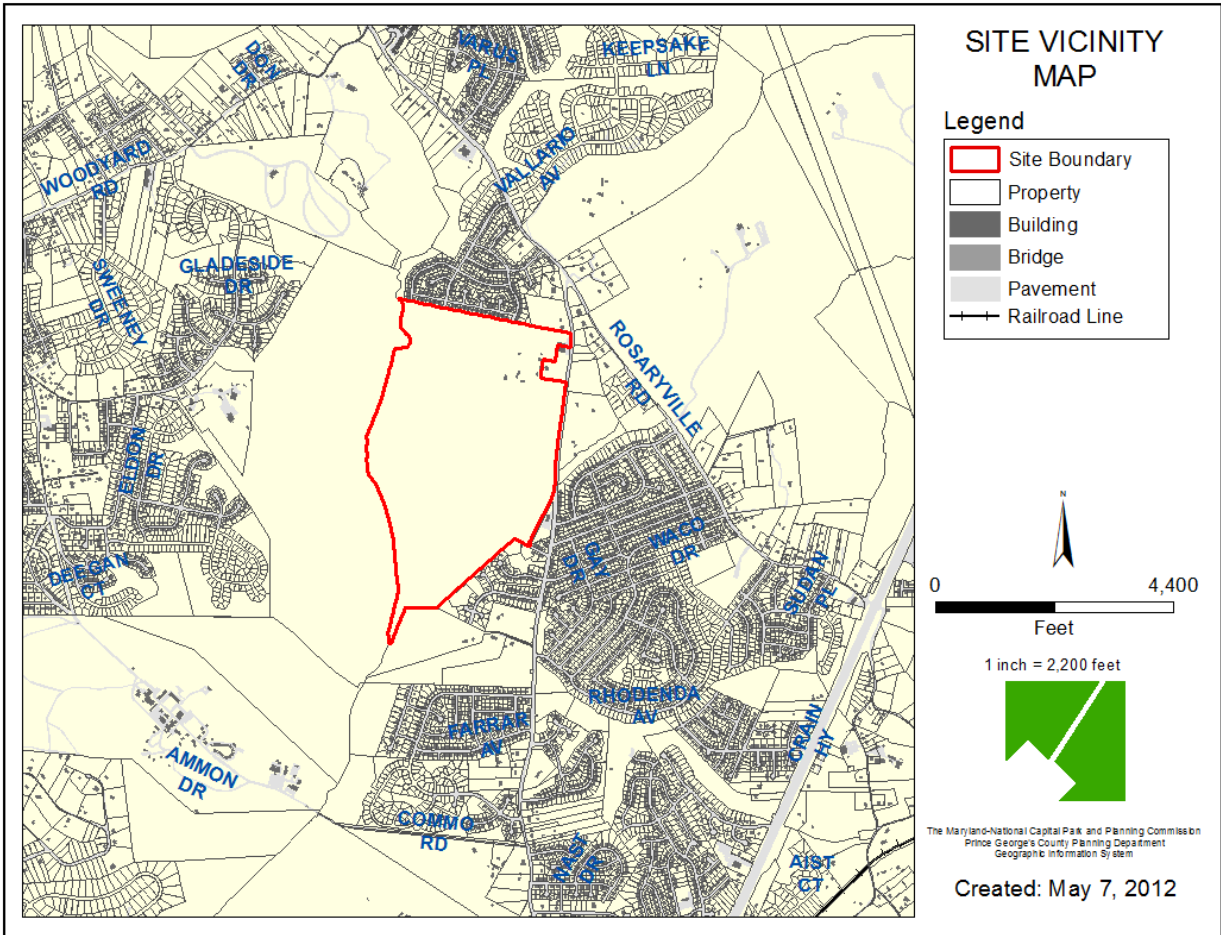 SITE VICINITY
MAP
Legend
Site Boundary
Property
Building
Bridge
Pavement
Railroad Line
N
0 4,400
Feet
1 inch = 2,200 feet
The Maryland-National Capital Park and Planning Commission
Prince George's County Planning Department
Geographic Information System
Created: May 7, 2012
DON
DR
VARUS
PL
KEEPSAKE
LN
WOODYARD
RD
VALLARIO
AV
SWEENEY
DR
GLADESIDE
DR
ROSARYVILLE
RD
ELDON
DR
DEEGAN
CT
GAY
DR
WACO
DR
SUDAN
PL
RHODENDA
AV
FARRAR
AV
CRAIN
HY
AMMON
DR
COMMO
RD
NAST
DR
AIST
CT